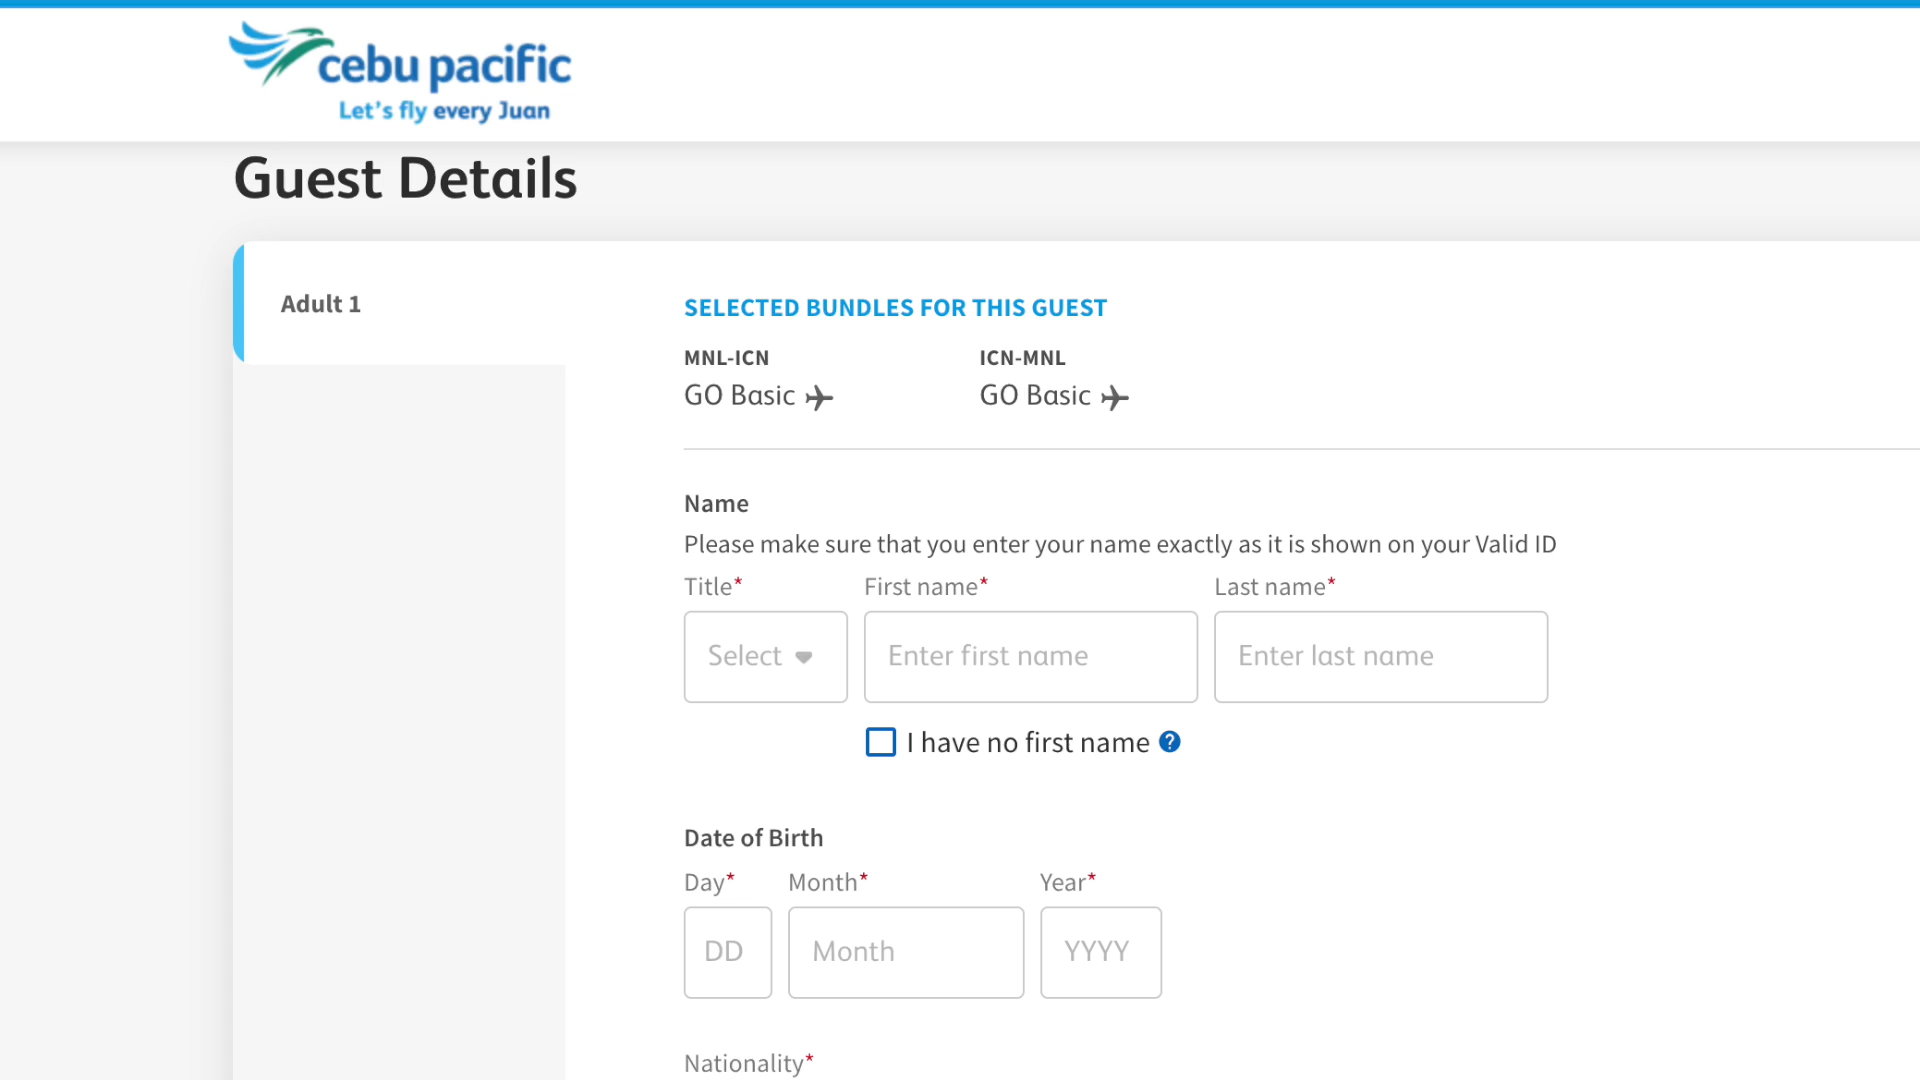 cebu pacific
Let's fly every Juan
Guest Details
Adult 1
SELECTED BUNDLES FOR THIS GUEST
MNL-ICN ICN-MNL
GO Basic GO Basic
Name
Please make sure that you enter your name exactly as it is shown on your Valid ID
Title* First name* Last name*
Select Enter first name Enter last name
I have no first name ?
Date of Birth
Day* Month* Year*
DD Month YYYY
Nationality*